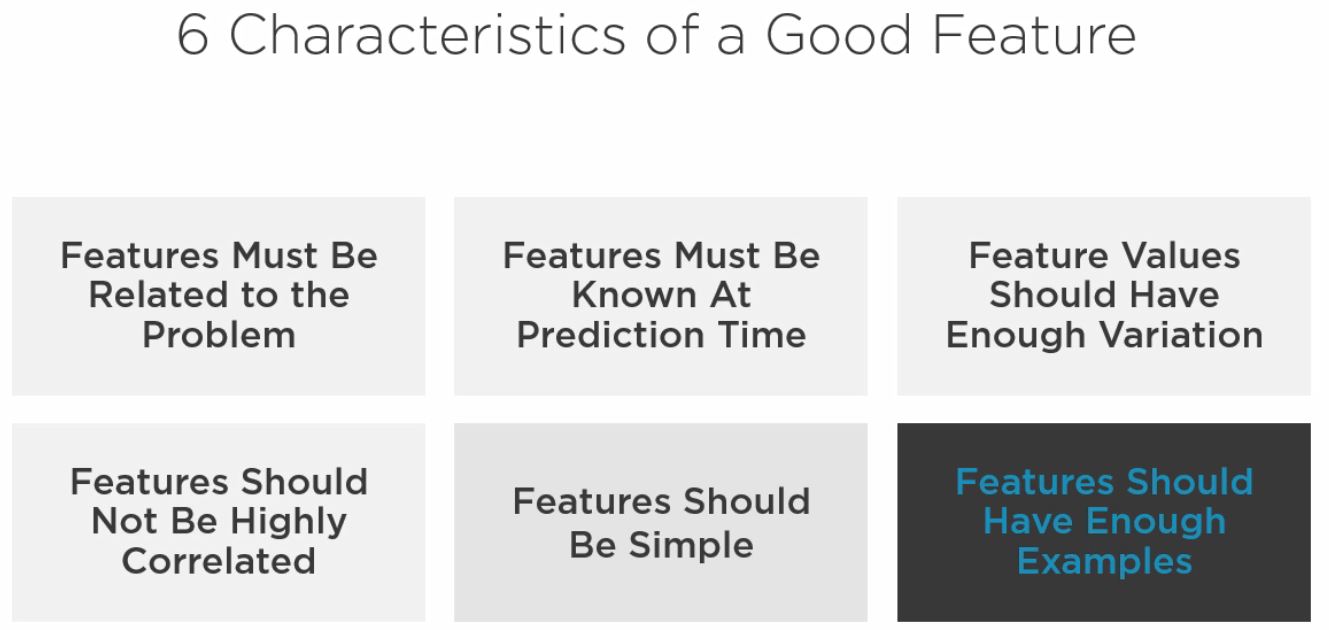 6 Characteristics of a Good Feature
Features Must Be
Related to the
Problem
Features Must Be
Known At
Prediction Time
Feature Values
Should Have
Enough Variation
Features Should
Not Be Highly
Correlated
Features Should
Be Simple
Features Should
Have Enough
Examples